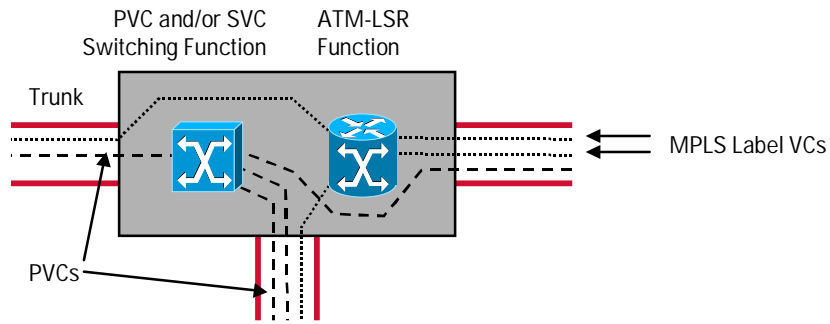 PVC and/or SVC
Switching Function
ATM-LSR
Function
Trunk
MPLS Label VCs
PVCs